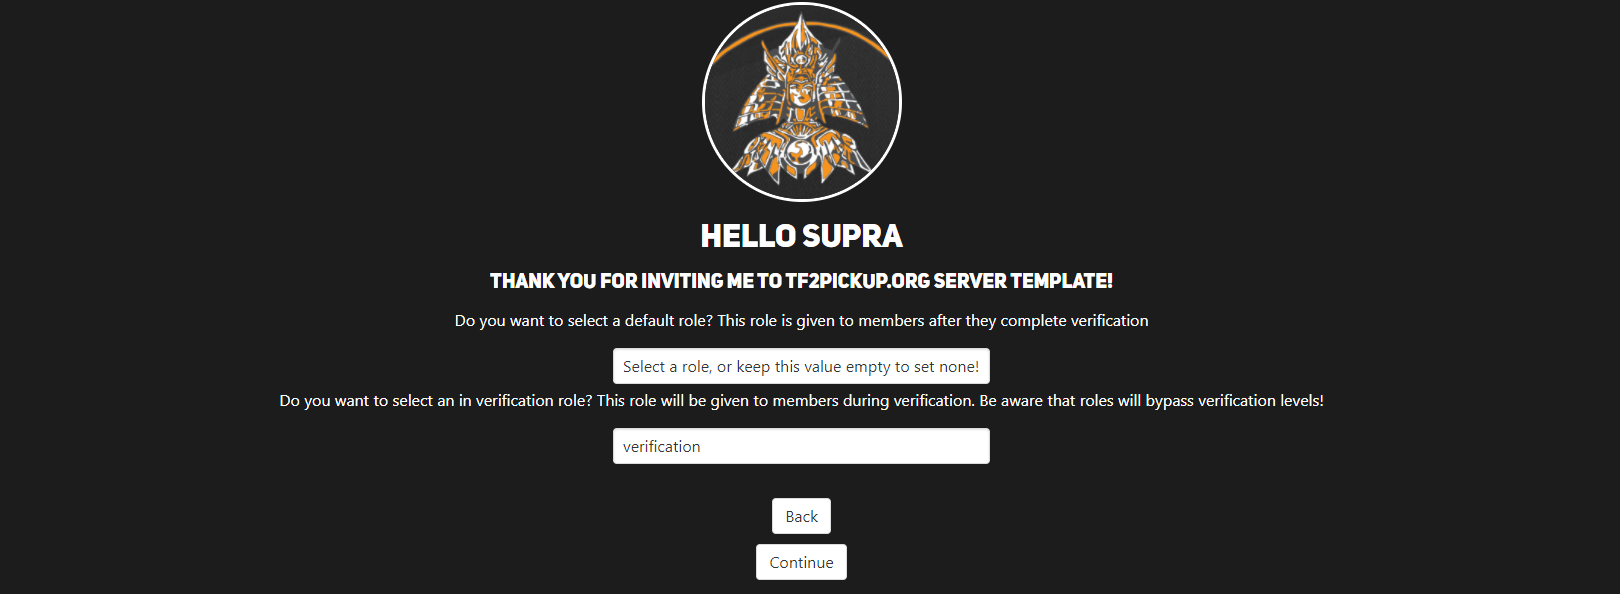 HELLO SUPRA
THANK YOU FOR INVITING ME TO TF2PICKUP.ORG SERVER TEMPLATE!
Do you want to select a default role? This role is given to members after they complete verification
Select a role, or keep this value empty to set none!
Do you want to select an in verification role? This role will be given to members during verification. Be aware that roles will bypass verification levels!
verification
Back
Continue